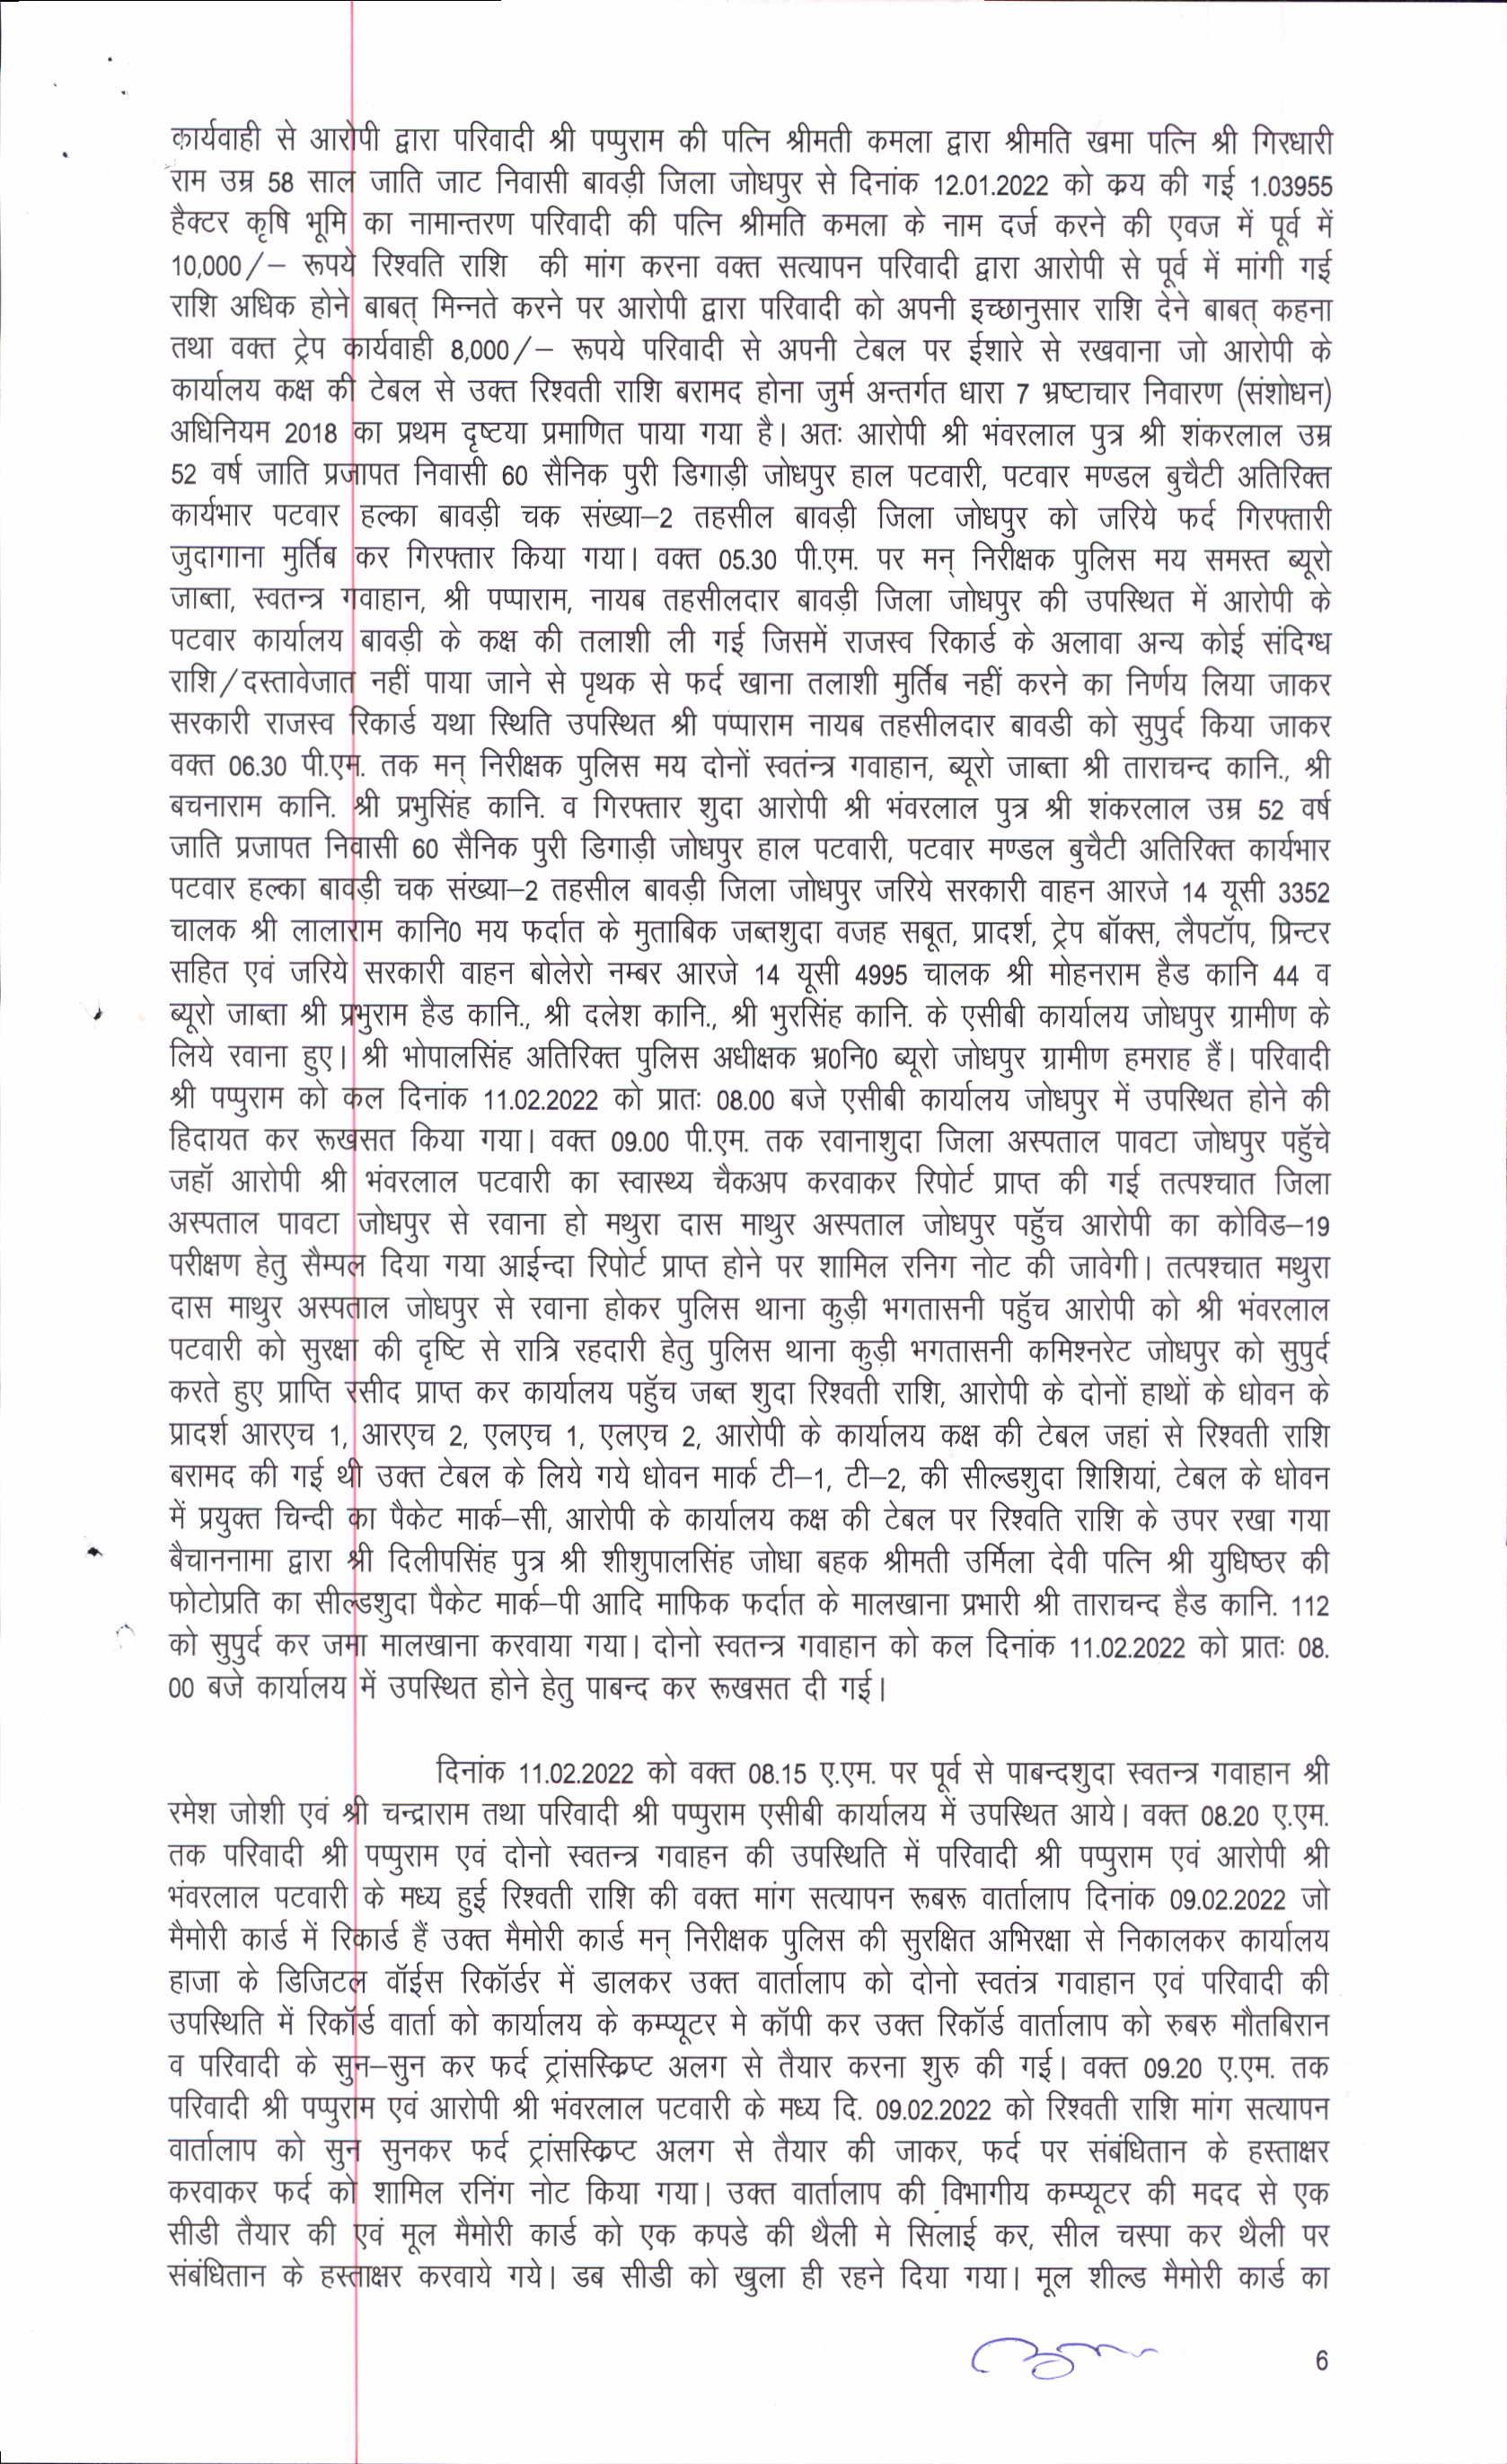 कार्यवाही से आरोपी द्वारा परिवादी श्री पप्पुराम की पत्नि श्रीमती कमला द्वारा श्रीमति खमा पत्नि श्री गिरधारी
राम उम्र 58 साल जाति जाट निवासी बावड़ी जिला जोधपुर से दिनांक 12.01.2022 को क्रय की गई 1.03955
हैक्टर कृषि भूमि का नामान्तरण परिवादी की पत्नि श्रीमति कमला के नाम दर्ज करने की एवज में पूर्व में
10,000/– रूपये रिश्वति राशि की मांग करना वक्त सत्यापन परिवादी द्वारा आरोपी से पूर्व में मांगी गई
राशि अधिक होने बाबत् मिन्नते करने पर आरोपी द्वारा परिवादी को अपनी इच्छानुसार राशि देने बाबत् कहना
तथा वक्त ट्रेप कार्यवाही 8,000/– रूपये परिवादी से अपनी टेबल पर ईशारे से रखवाना जो आरोपी के
कार्यालय कक्ष की टेबल से उक्त रिश्वती राशि बरामद होना जुर्म अन्तर्गत धारा 7 भ्रष्टाचार निवारण (संशोधन)
अधिनियम 2018 का प्रथम दृष्टया प्रमाणित पाया गया है। अतः आरोपी श्री भंवरलाल पुत्र श्री शंकरलाल उम्र
52 वर्ष जाति प्रजापत निवासी 60 सैनिक पुरी डिगाड़ी जोधपुर हाल पटवारी, पटवार मण्डल बुचैटी अतिरिक्त
कार्यभार पटवार हल्का बावड़ी चक संख्या–2 तहसील बावड़ी जिला जोधपुर को जरिये फर्द गिरफ्तारी
जुदागाना मुर्तिब कर गिरफ्तार किया गया। वक्त 05.30 पी.एम. पर मन् निरीक्षक पुलिस मय समस्त ब्यूरो
जाब्ता, स्वतन्त्र गवाहान, श्री पप्पाराम, नायब तहसीलदार बावड़ी जिला जोधपुर की उपस्थित में आरोपी के
पटवार कार्यालय बावड़ी के कक्ष की तलाशी ली गई जिसमें राजस्व रिकार्ड के अलावा अन्य कोई संदिग्ध
राशि/दस्तावेजात नहीं पाया जाने से पृथक से फर्द खाना तलाशी मुर्तिब नहीं करने का निर्णय लिया जाकर
सरकारी राजस्व रिकार्ड यथा स्थिति उपस्थित श्री पप्पाराम नायब तहसीलदार बावडी को सुपुर्द किया जाकर
वक्त 06.30 पी.एम. तक मन् निरीक्षक पुलिस मय दोनों स्वतंन्त्र गवाहान, ब्यूरो जाब्ता श्री ताराचन्द कानि., श्री
बचनाराम कानि. श्री प्रभुसिंह कानि. व गिरफ्तार शुदा आरोपी श्री भंवरलाल पुत्र श्री शंकरलाल उम्र 52 वर्ष
जाति प्रजापत निवासी 60 सैनिक पुरी डिगाड़ी जोधपुर हाल पटवारी, पटवार मण्डल बुचैटी अतिरिक्त कार्यभार
पटवार हल्का बावड़ी चक संख्या–2 तहसील बावड़ी जिला जोधपुर जरिये सरकारी वाहन आरजे 14 यूसी 3352
चालक श्री लालाराम कानि0 मय फर्दात के मुताबिक जब्तशुदा वजह सबूत, प्रादर्श, ट्रेप बॉक्स, लैपटॉप, प्रिन्टर
सहित एवं जरिये सरकारी वाहन बोलेरो नम्बर आरजे 14 यूसी 4995 चालक श्री मोहनराम हैड कानि 44 व
ब्यूरो जाब्ता श्री प्रभुराम हैड कानि., श्री दलेश कानि., श्री भुरसिंह कानि. के एसीबी कार्यालय जोधपुर ग्रामीण के
लिये रवाना हुए। श्री भोपालसिंह अतिरिक्त पुलिस अधीक्षक भ्र0नि0 ब्यूरो जोधपुर ग्रामीण हमराह हैं। परिवादी
श्री पप्पुराम को कल दिनांक 11.02.2022 को प्रातः 08.00 बजे एसीबी कार्यालय जोधपुर में उपस्थित होने की
हिदायत कर रूखसत किया गया। वक्त 09.00 पी.एम. तक रवानाशुदा जिला अस्पताल पावटा जोधपुर पहुँचे
जहाॅ आरोपी श्री भंवरलाल पटवारी का स्वास्थ्य चैकअप करवाकर रिपोर्ट प्राप्त की गई तत्पश्चात जिला
अस्पताल पावटा जोधपुर से रवाना हो मथुरा दास माथुर अस्पताल जोधपुर पहुँच आरोपी का कोविड–19
परीक्षण हेतु सैम्पल दिया गया आईन्दा रिपोर्ट प्राप्त होने पर शामिल रनिग नोट की जावेगी। तत्पश्चात मथुरा
दास माथुर अस्पताल जोधपुर से रवाना होकर पुलिस थाना कुड़ी भगतासनी पहुँच आरोपी को श्री भंवरलाल
पटवारी को सुरक्षा की दृष्टि से रात्रि रहदारी हेतु पुलिस थाना कुड़ी भगतासनी कमिश्नरेट जोधपुर को सुपुर्द
करते हुए प्राप्ति रसीद प्राप्त कर कार्यालय पहुँच जब्त शुदा रिश्वती राशि, आरोपी के दोनों हाथों के धोवन के
प्रादर्श आरएच 1, आरएच 2, एलएच 1, एलएच 2, आरोपी के कार्यालय कक्ष की टेबल जहां से रिश्वती राशि
बरामद की गई थी उक्त टेबल के लिये गये धोवन मार्क टी–1, टी–2, की सील्डशुदा शिशियां, टेबल के धोवन
में प्रयुक्त चिन्दी का पैकेट मार्क–सी, आरोपी के कार्यालय कक्ष की टेबल पर रिश्वति राशि के उपर रखा गया
बैचाननामा द्वारा श्री दिलीपसिंह पुत्र श्री शीशुपालसिंह जोधा बहक श्रीमती उर्मिला देवी पत्नि श्री युधिष्ठर की
फोटोप्रति का सील्डशुदा पैकेट मार्क–पी आदि माफिक फर्दात के मालखाना प्रभारी श्री ताराचन्द हैड कानि. 112
को सुपुर्द कर जमा मालखाना करवाया गया। दोनो स्वतन्त्र गवाहान को कल दिनांक 11.02.2022 को प्रातः 08.
00 बजे कार्यालय में उपस्थित होने हेतु पाबन्द कर रूखसत दी गई।
दिनांक 11.02.2022 को वक्त 08.15 ए.एम. पर पूर्व से पाबन्दशुदा स्वतन्त्र गवाहान श्री
रमेश जोशी एवं श्री चन्द्राराम तथा परिवादी श्री पप्पुराम एसीबी कार्यालय में उपस्थित आये। वक्त 08.20 ए.एम.
तक परिवादी श्री पप्पुराम एवं दोनो स्वतन्त्र गवाहन की उपस्थिति में परिवादी श्री पप्पुराम एवं आरोपी श्री
भंवरलाल पटवारी के मध्य हुई रिश्वती राशि की वक्त मांग सत्यापन रूबरू वार्तालाप दिनांक 09.02.2022 जो
मैमोरी कार्ड में रिकार्ड हैं उक्त मैमोरी कार्ड मन् निरीक्षक पुलिस की सुरक्षित अभिरक्षा से निकालकर कार्यालय
हाजा के डिजिटल वॉईस रिकॉर्डर में डालकर उक्त वार्तालाप को दोनो स्वतंत्र गवाहान एवं परिवादी की
उपस्थिति में रिकॉर्ड वार्ता को कार्यालय के कम्प्यूटर मे कॉपी कर उक्त रिकॉर्ड वार्तालाप को रुबरु मौतबिरान
व परिवादी के सुन–सुन कर फर्द ट्रांसस्क्रिप्ट अलग से तैयार करना शुरु की गई। वक्त 09.20 ए.एम. तक
परिवादी श्री पप्पुराम एवं आरोपी श्री भंवरलाल पटवारी के मध्य दि. 09.02.2022 को रिश्वती राशि मांग सत्यापन
वार्तालाप को सुन सुनकर फर्द ट्रांसस्क्रिप्ट अलग से तैयार की जाकर, फर्द पर संबंधितान के हस्ताक्षर
करवाकर फर्द को शामिल रनिंग नोट किया गया। उक्त वार्तालाप की विभागीय कम्प्यूटर की मदद से एक
सीडी तैयार की एवं मूल मैमोरी कार्ड को एक कपडे की थैली मे सिलाई कर, सील चस्पा कर थैली पर
संबंधितान के हस्ताक्षर करवाये गये। डब सीडी को खुला ही रहने दिया गया। मूल शील्ड मैमोरी कार्ड का
6